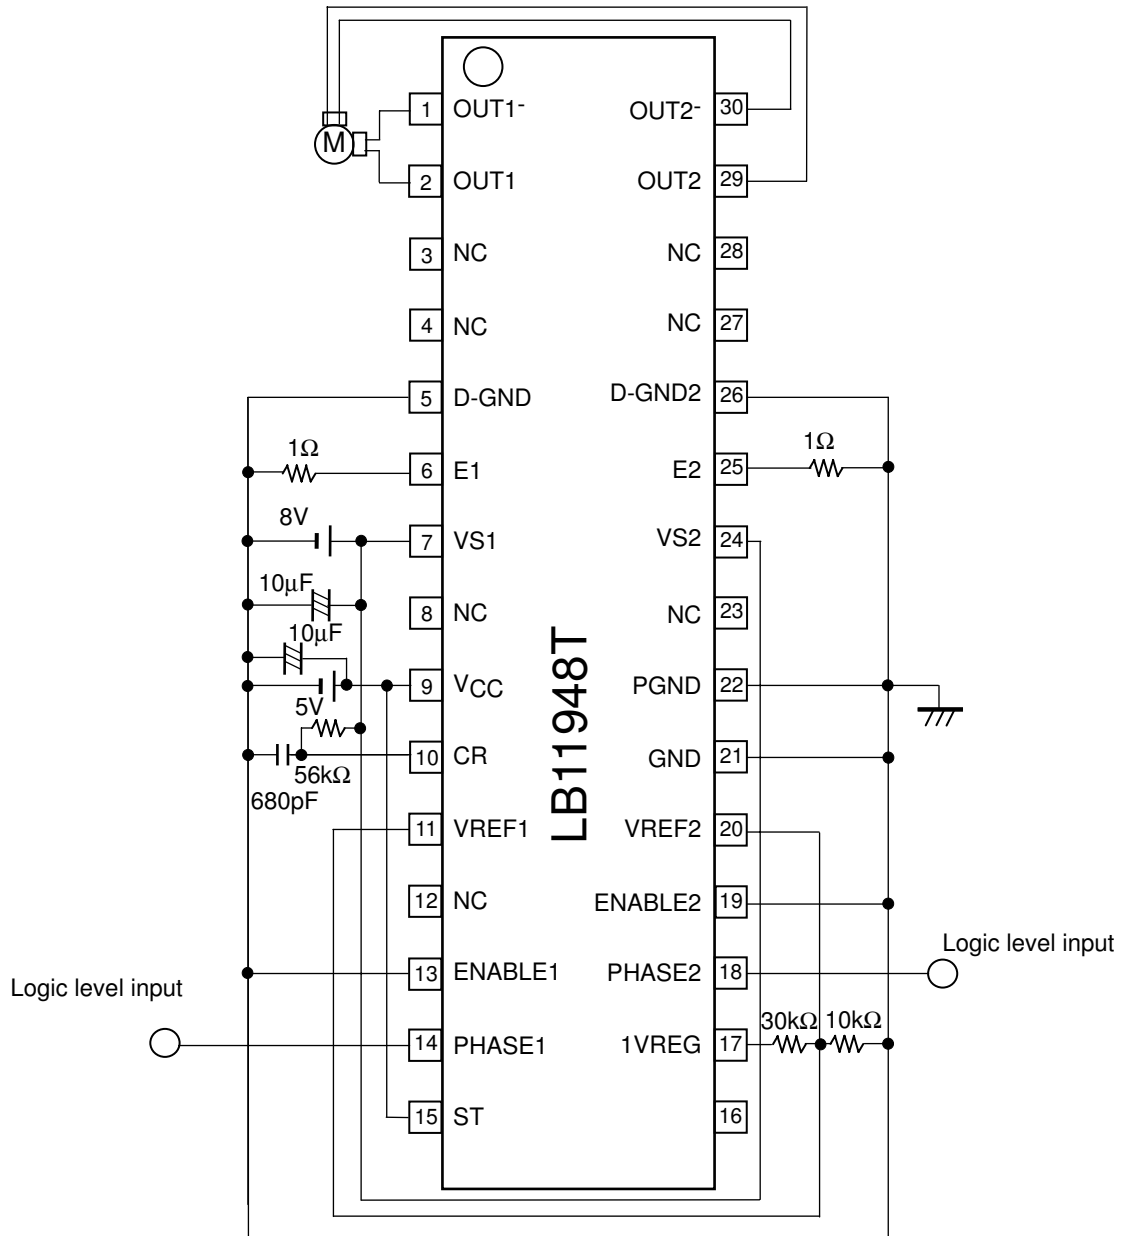 M
1 OUT1-
OUT2- 30
2 OUT1
OUT2 29
3 NC
NC 28
4 NC
NC 27
5 D-GND
D-GND2 26
1Ω
6 E1
E2 25
1Ω
8V
7 VS1
VS2 24
10µF
8 NC
NC 23
10µF
9 VCC
PGND 22
5V
10 CR
GND 21
56kΩ
680pF
LB11948T
11 VREF1
VREF2 20
12 NC
ENABLE2 19
13 ENABLE1
PHASE2 18
Logic level input
Logic level input
14 PHASE1
1VREG 17
30kΩ 10kΩ
15 ST
16